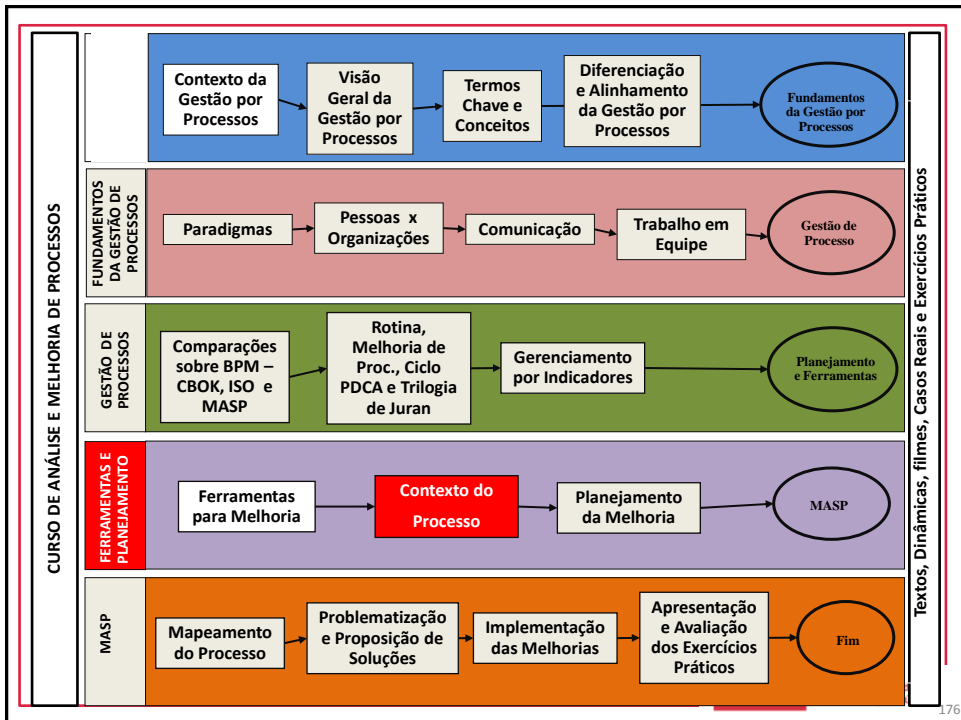 CURSO DE ANÁLISE E MELHORIA DE PROCESSOS
Contexto da
Gestão por
Processos
Visão
Geral da
Gestão por
Processos
Termos
Chave e
Conceitos
Diferenciação
e Alinhamento
da Gestão por
Processos
Fundamentos
da Gestão por
Processos
FUNDAMENTOS
DA GESTÃO DE
PROCESSOS
Paradigmas
Pessoas x
Organizações
Comunicação
Trabalho em
Equipe
Gestão de
Processo
GESTÃO DE
PROCESSOS
Comparações
sobre BPM –
CBOK, ISO e
MASP
Rotina,
Melhoria de
Proc., Ciclo
PDCA e Trilogia
de Juran
Gerenciamento
por Indicadores
Planejamento
e Ferramentas
FERRAMENTAS E
PLANEJAMENTO
Ferramentas
para Melhoria
Contexto do
Processo
Planejamento
da Melhoria
MASP
MASP
Mapeamento
do Processo
Problematização
e Proposição de
Soluções
Implementação
das Melhorias
Apresentação
e Avaliação
dos Exercícios
Práticos
Fim
Textos, Dinâmicas, filmes, Casos Reais e Exercícios Práticos
176